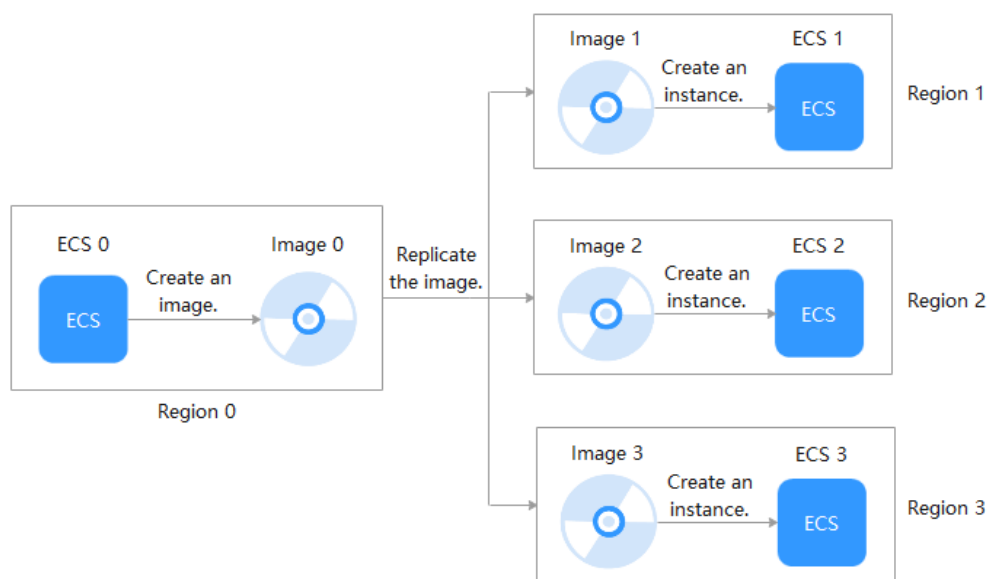 ECS 0
Image 0
Create an
image.
ECS
Region 0
Replicate
the image.
Image 1
ECS 1
Create an
instance.
ECS
Region 1
Image 2
ECS 2
Create an
instance.
ECS
Region 2
Image 3
ECS 3
Create an
instance.
ECS
Region 3